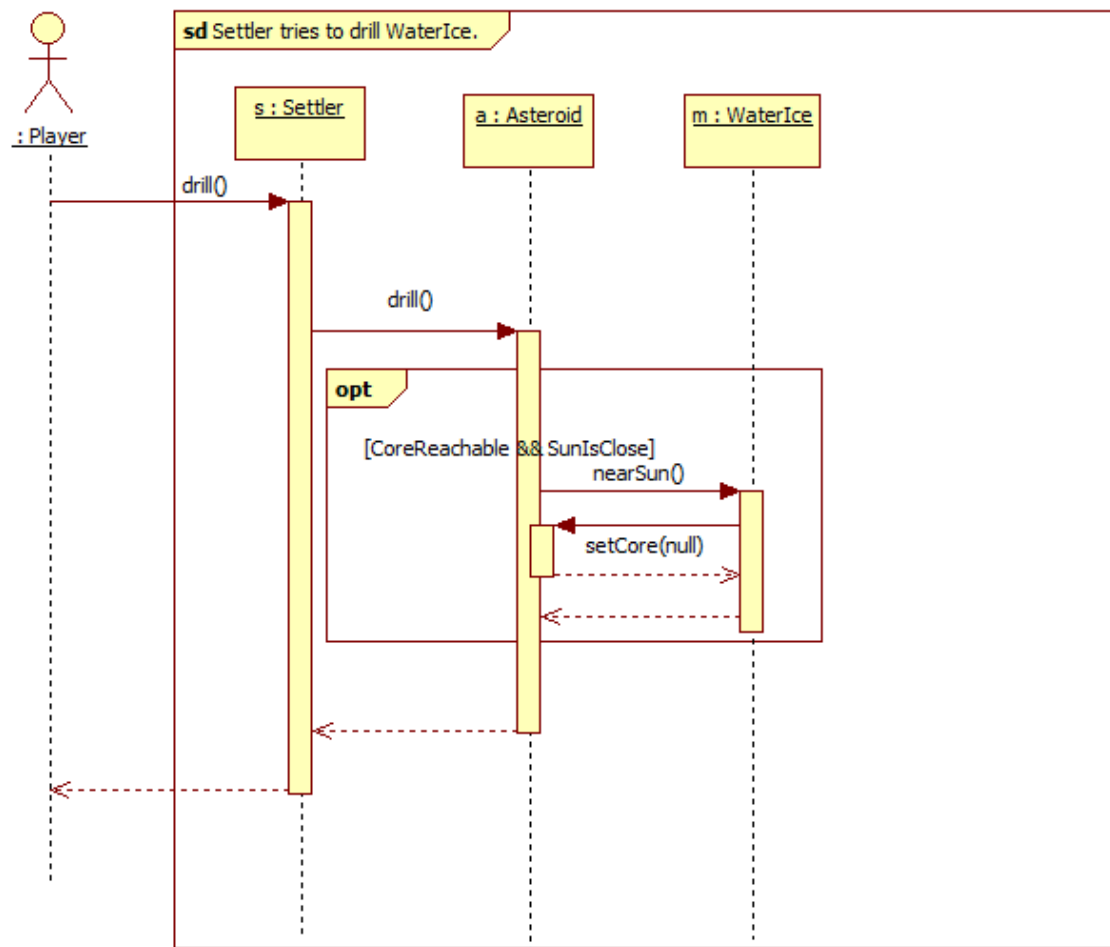 sd Settler tries to drill WaterIce.
: Player
s : Settler
a : Asteroid
m : WaterIce
drill()
drill()
opt
[CoreReachable && SunIsClose]
nearSun()
setCore(null)